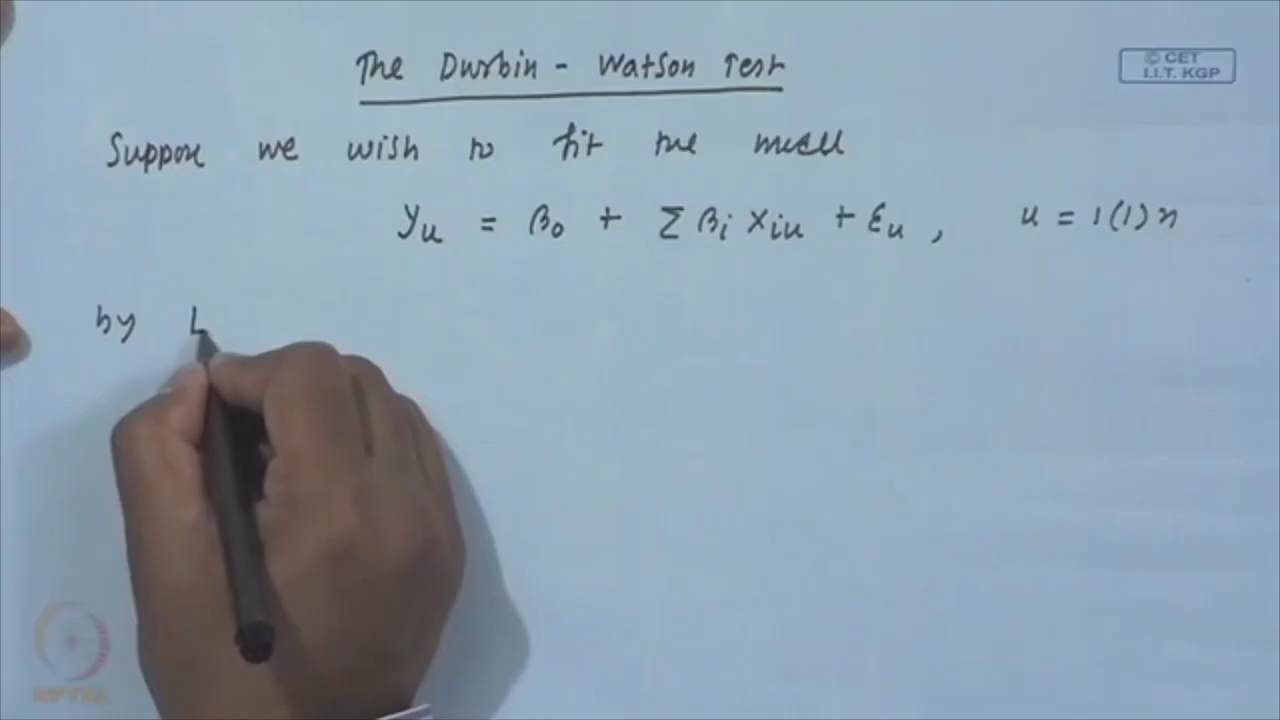 The Durbin - Watson Test
© CET
I.I.T. KGP
Suppose we wish to fit the model
Yu = β0 + Σ βi Xiu + εu , u = 1(1)n
by L
NPTEL